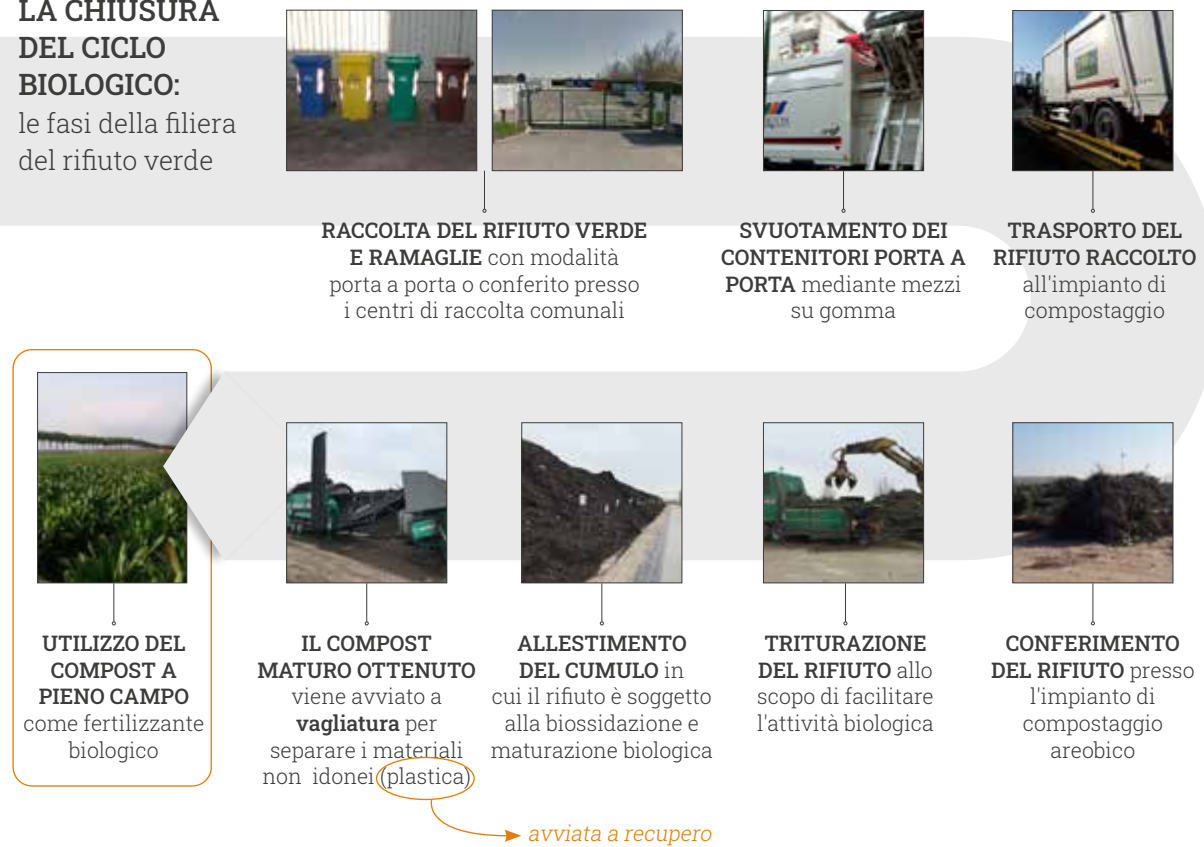 LA CHIUSURA
DEL CICLO
BIOLOGICO:
le fasi della filiera
del rifiuto verde
RACCOLTA DEL RIFIUTO VERDE
E RAMAGLIE con modalità
porta a porta o conferito presso
i centri di raccolta comunali
SVUOTAMENTO DEI
CONTENITORI PORTA A
PORTA mediante mezzi
su gomma
TRASPORTO DEL
RIFIUTO RACCOLTO
all'impianto di
compostaggio
CONFERIMENTO
DEL RIFIUTO presso
l'impianto di
compostaggio
areobico
TRITURAZIONE
DEL RIFIUTO allo
scopo di facilitare
l'attività biologica
ALLESTIMENTO
DEL CUMULO in
cui il rifiuto è soggetto
alla biossidazione e
maturazione biologica
IL COMPOST
MATURO OTTENUTO
viene avviato a
vagliatura per
separare i materiali
non idonei (plastica)
avviata a recupero
UTILIZZO DEL
COMPOST A
PIENO CAMPO
come fertilizzante
biologico